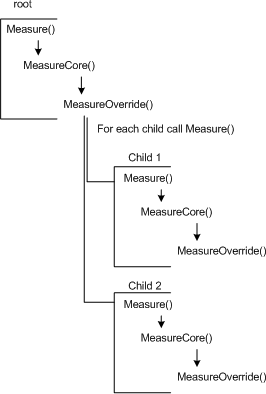 root
Measure()
MeasureCore()
MeasureOverride()
For each child call Measure()
Child 1
Measure()
MeasureCore()
MeasureOverride()
Child 2
Measure()
MeasureCore()
MeasureOverride()